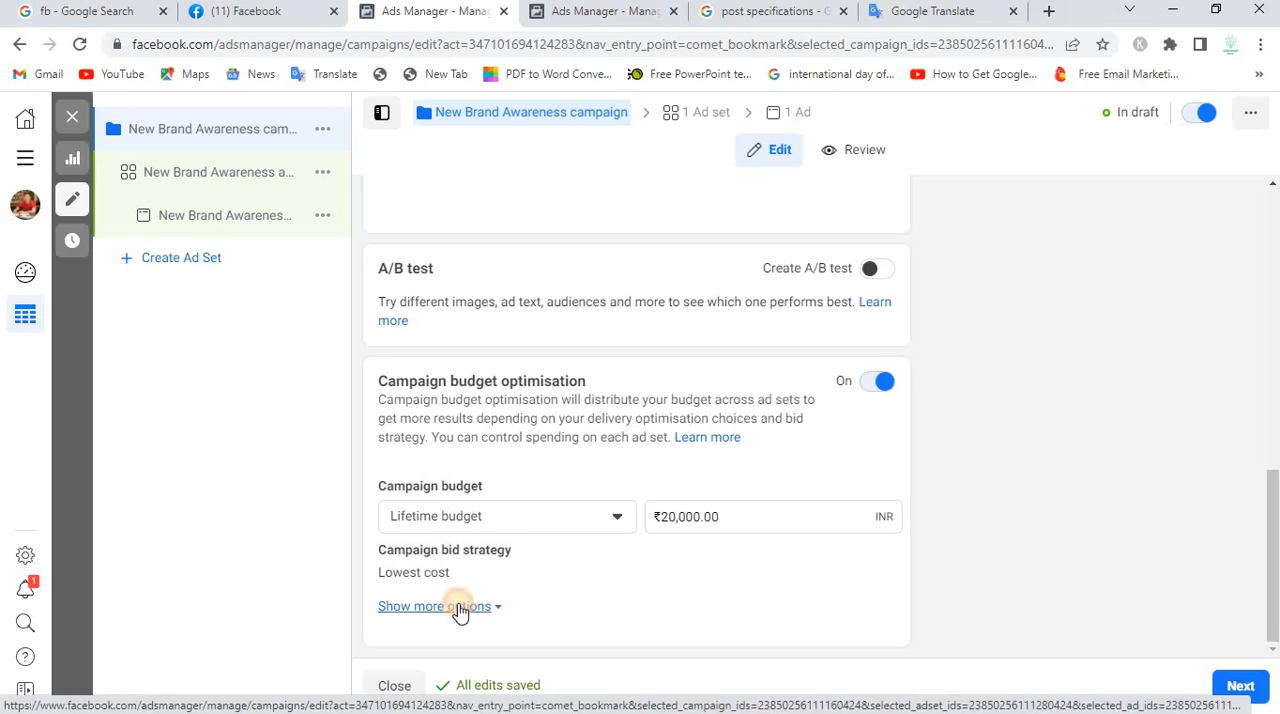 fb - Google Search
(11) Facebook
Ads Manager - Manag
Ads Manager - Manag
post specifications - G
Google Translate
facebook.com/adsmanager/manage/campaigns/edit?act=347101694124283&nav_entry_point=comet_bookmark&selected_campaign_ids=238502561111604...
Gmail
YouTube
Maps
News
Translate
New Tab
PDF to Word Conve...
Free PowerPoint te...
international day of...
How to Get Google...
Free Email Marketi...
»
New Brand Awareness cam...
New Brand Awareness a...
New Brand Awarenes...
+ Create Ad Set
New Brand Awareness campaign
1 Ad set
1 Ad
In draft
Edit
Review
A/B test
Create A/B test
Try different images, ad text, audiences and more to see which one performs best. Learn
more
Campaign budget optimisation
On
Campaign budget optimisation will distribute your budget across ad sets to
get more results depending on your delivery optimisation choices and bid
strategy. You can control spending on each ad set. Learn more
Campaign budget
Lifetime budget
₹20,000.00
INR
Campaign bid strategy
Lowest cost
Show more options
1
Close
All edits saved
Next
https://www.facebook.com/adsmanager/manage/campaigns/edit?act=347101694124283&nav_entry_point=comet_bookmark&selected_campaign_ids=23850256111160424&selected_adset_ids=23850256111280424&selected_ad_ids=23850256111...